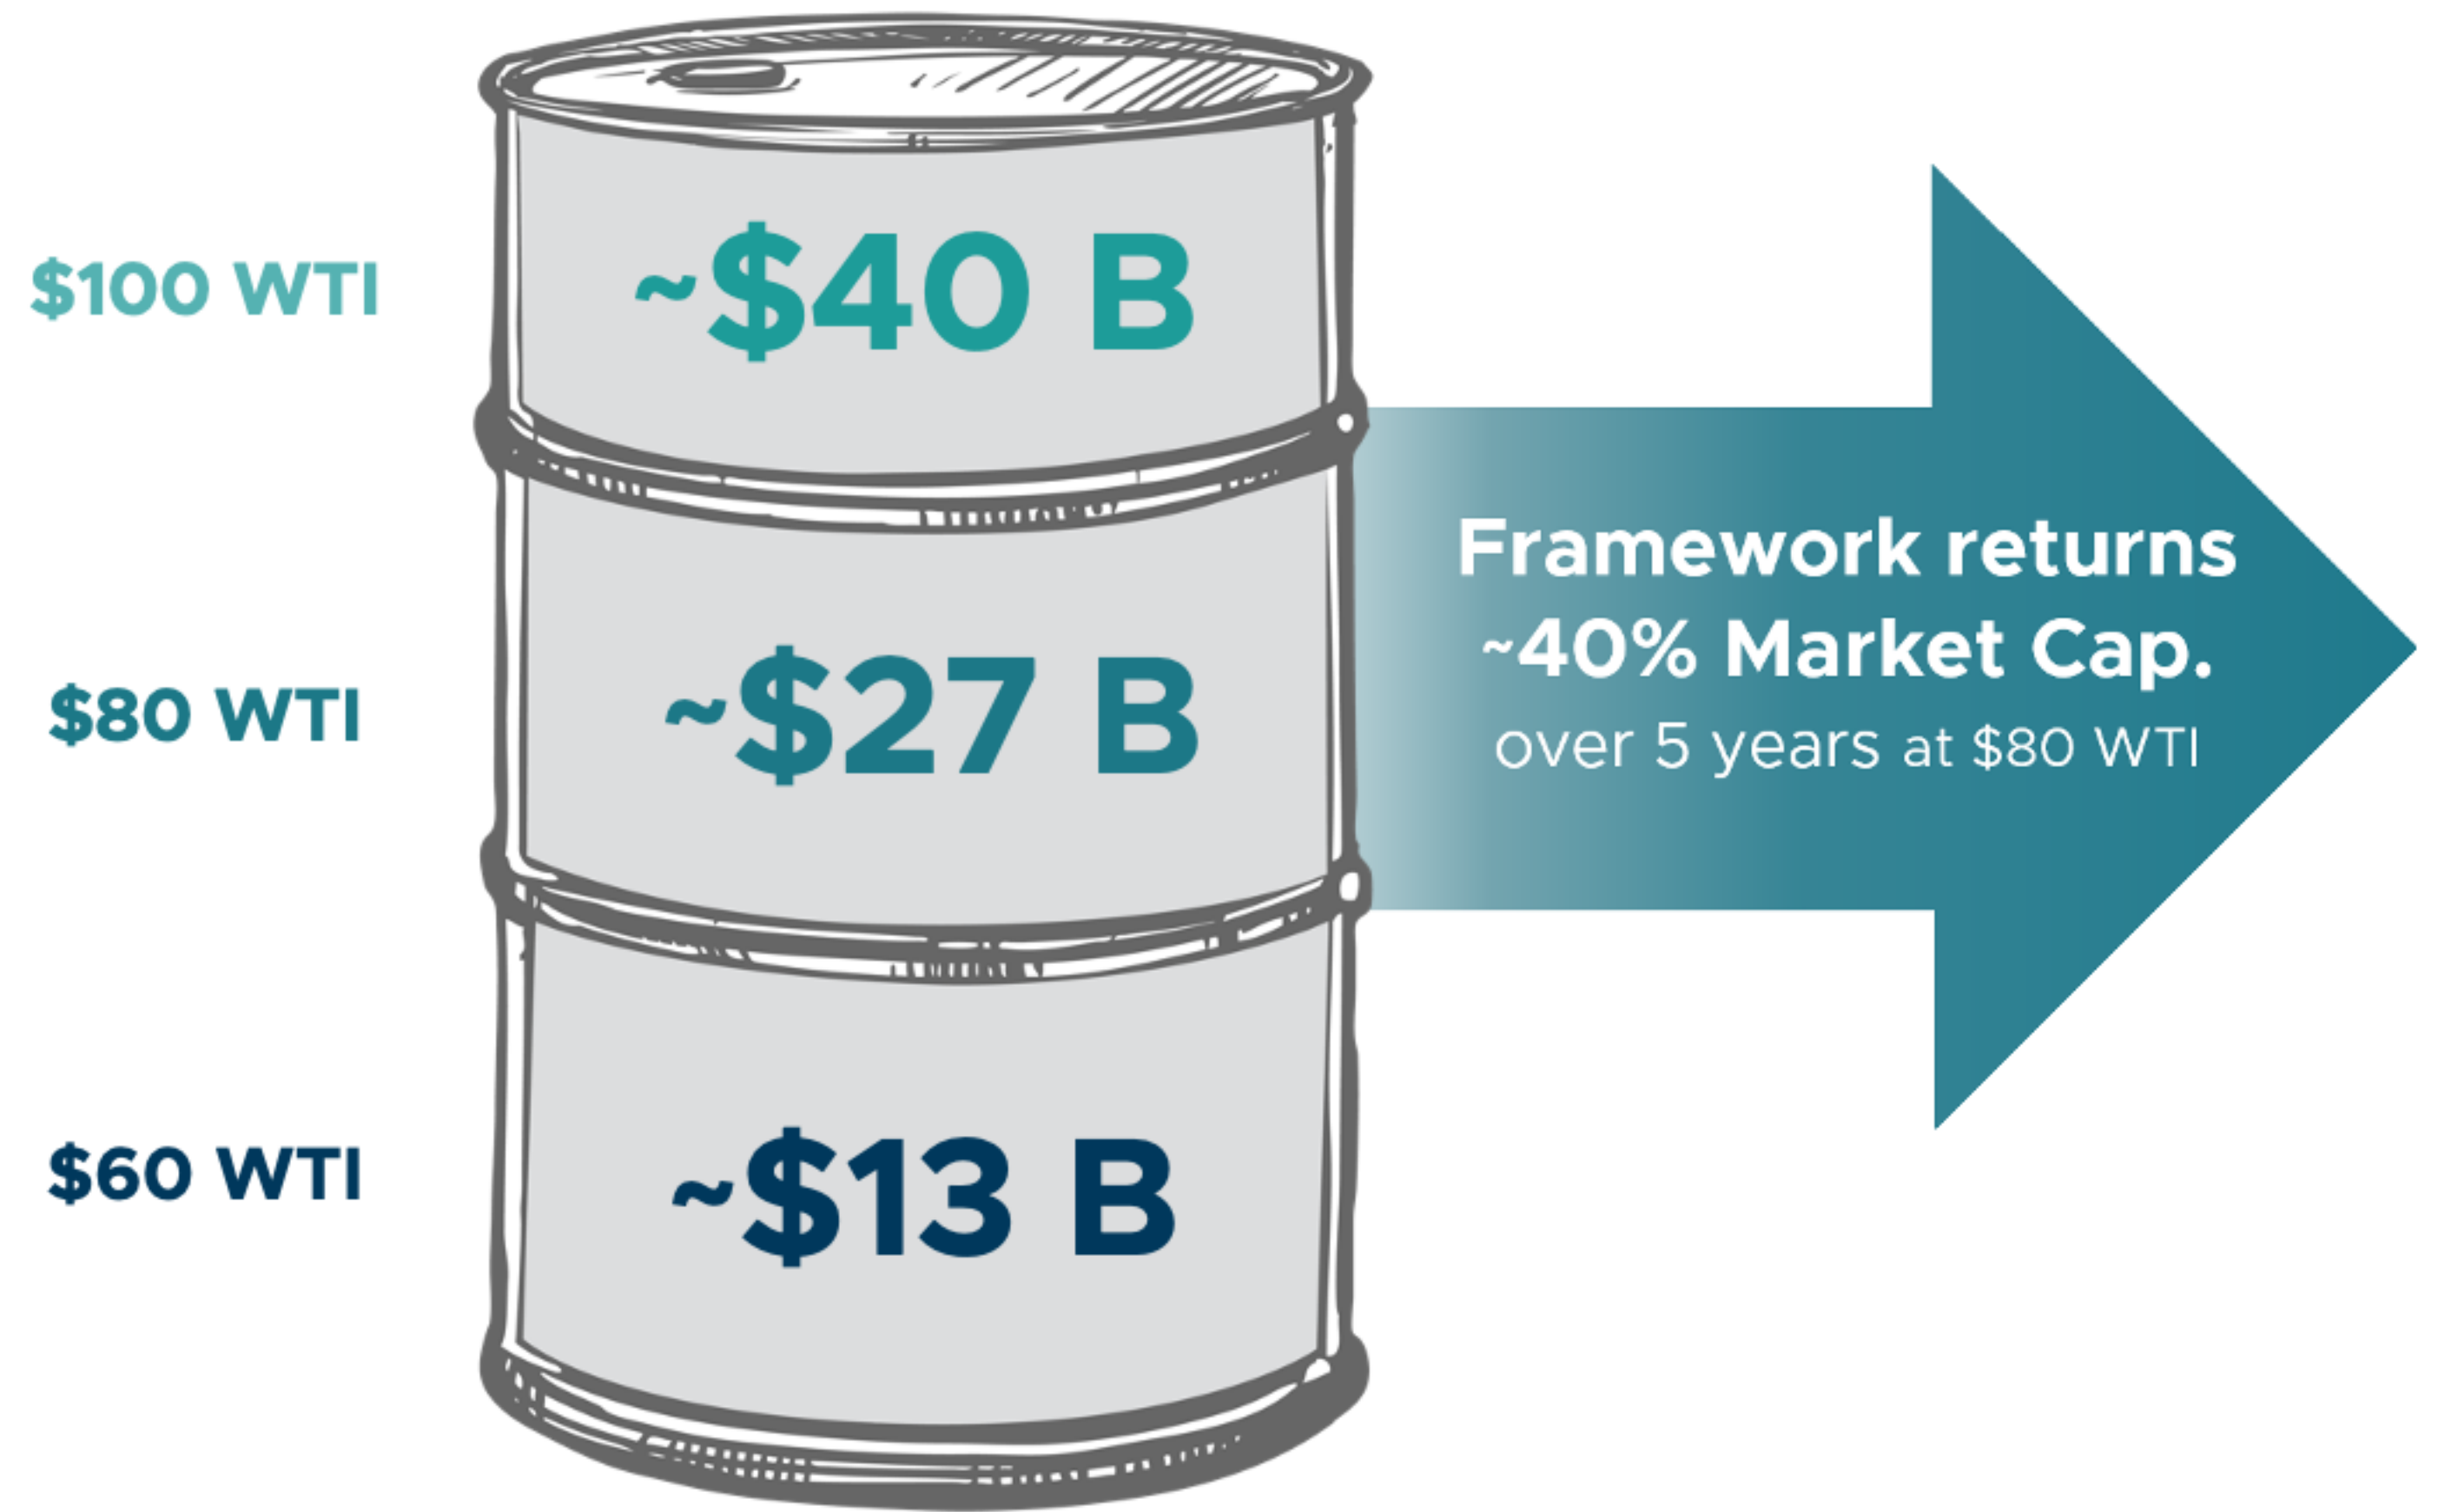 $100 WTI
~$40 B
$80 WTI
~$27 B
$60 WTI
~$13 B
Framework returns
~40% Market Cap.
over 5 years at $80 WTI